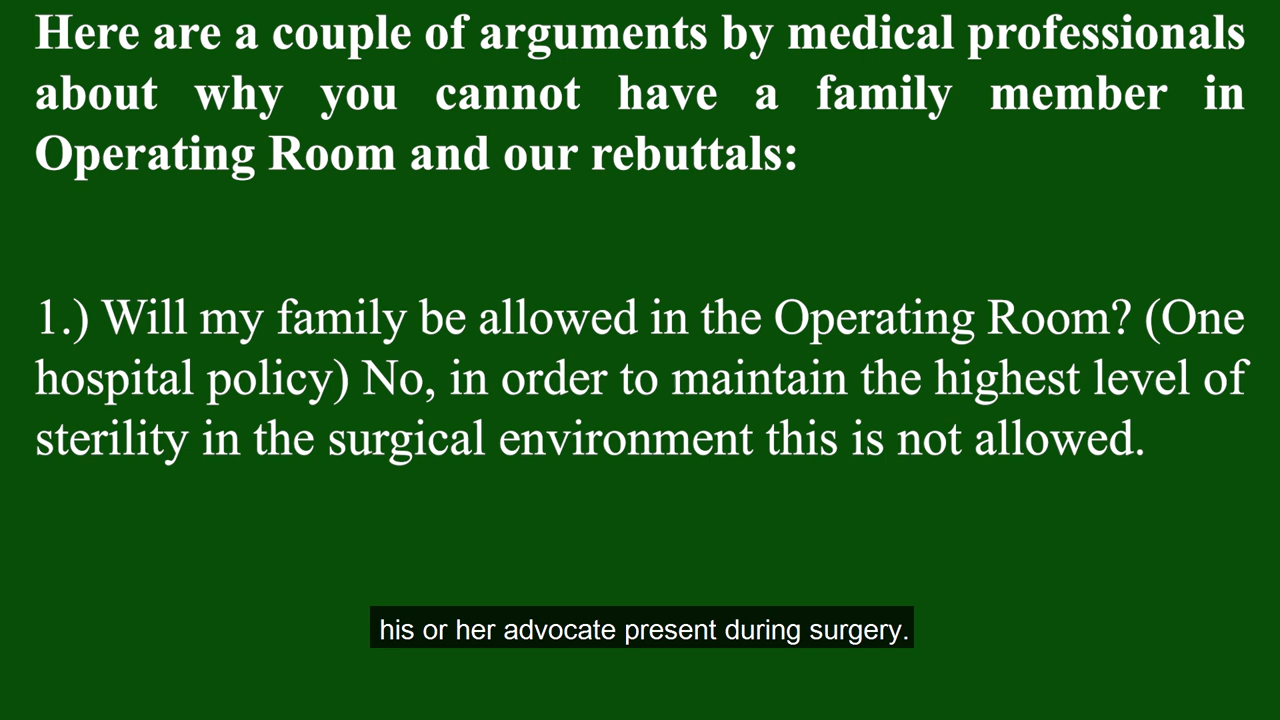 Here are a couple of arguments by medical professionals
about why you cannot have a family member in
Operating Room and our rebuttals:
1.) Will my family be allowed in the Operating Room? (One
hospital policy) No, in order to maintain the highest level of
sterility in the surgical environment this is not allowed.
his or her advocate present during surgery.